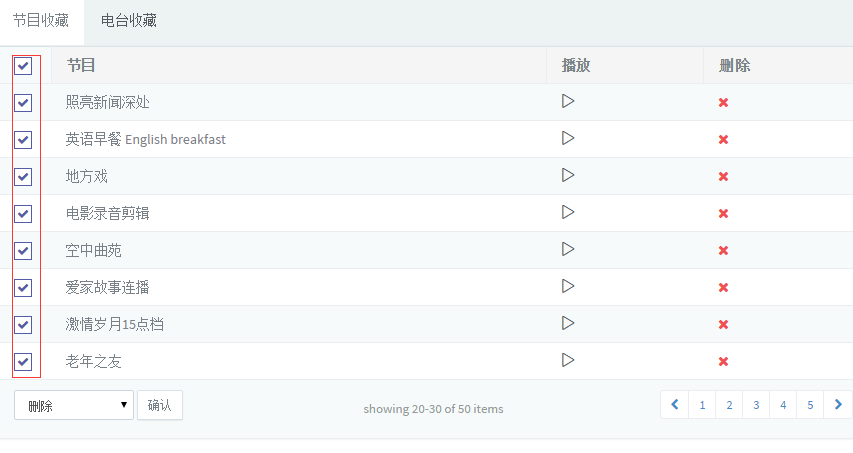 节目收藏 电台收藏
节目 播放 删除
照亮新闻深处
英语早餐 English breakfast
地方戏
电影录音剪辑
空中曲苑
爱家故事连播
激情岁月15点档
老年之友
删除 确认 showing 20-30 of 50 items 1 2 3 4 5